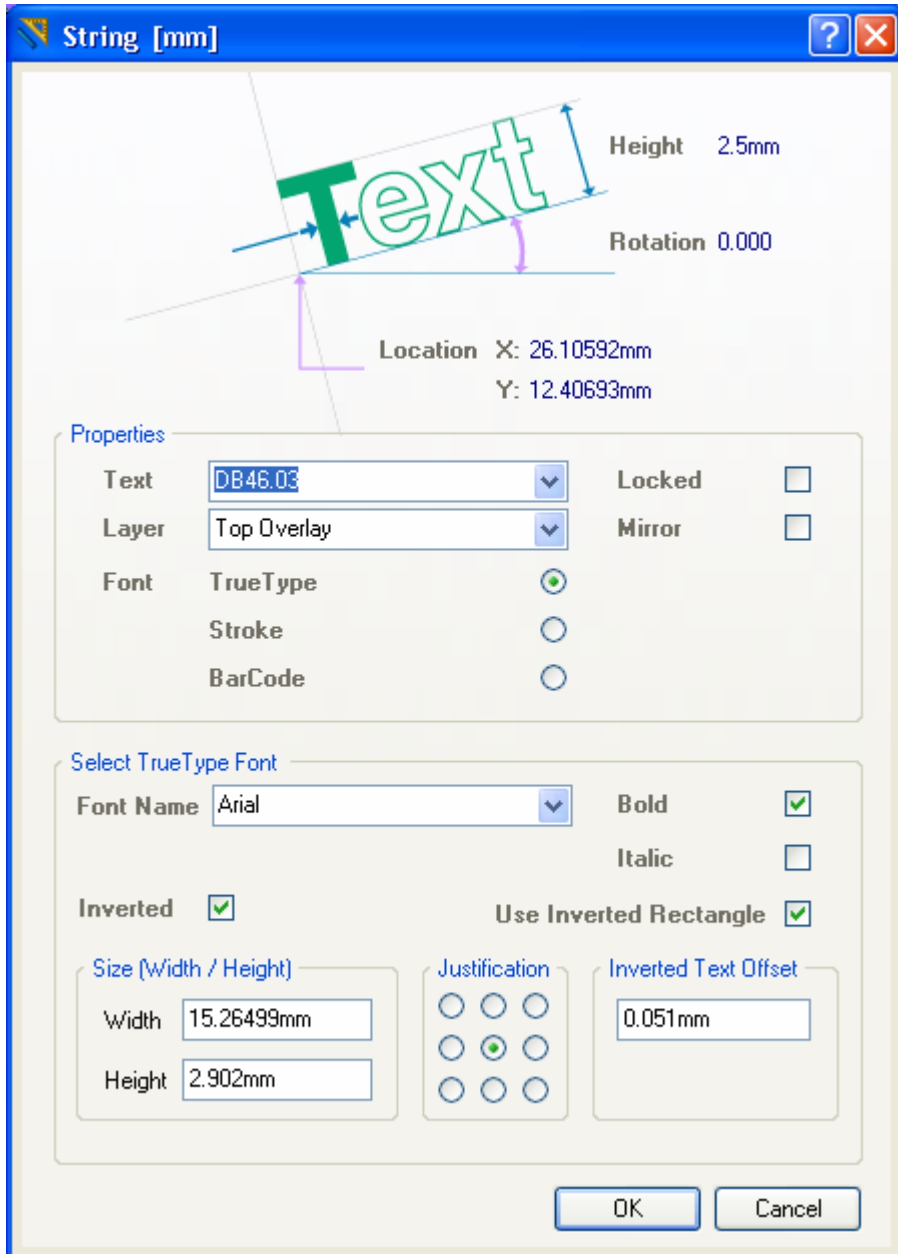 String [mm]
Text
Height 2.5mm
Rotation 0.000
Location X: 26.10592mm
Y: 12.40693mm
Properties
Text DB46.03 Locked
Layer Top Overlay Mirror
Font TrueType
Stroke
BarCode
Select TrueType Font
Font Name Arial Bold
Italic
Inverted Use Inverted Rectangle
Size (Width / Height) Justification Inverted Text Offset
Width 15.26499mm 0.051mm
Height 2.902mm
OK Cancel